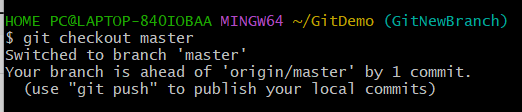 HOME PC@LAPTOP-840IOBAA MINGW64 ~/GitDemo (GitNewBranch)
$ git checkout master
Switched to branch 'master'
Your branch is ahead of 'origin/master' by 1 commit.
  (use "git push" to publish your local commits)